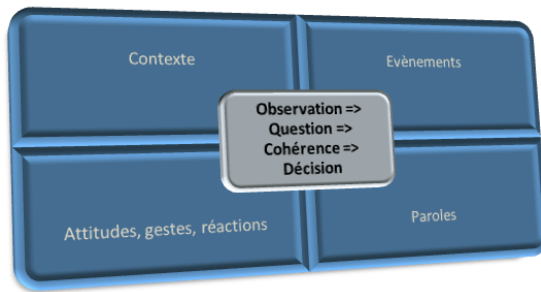 Contexte
Evènements
Observation =>
Question =>
Cohérence =>
Décision
Attitudes, gestes, réactions
Paroles